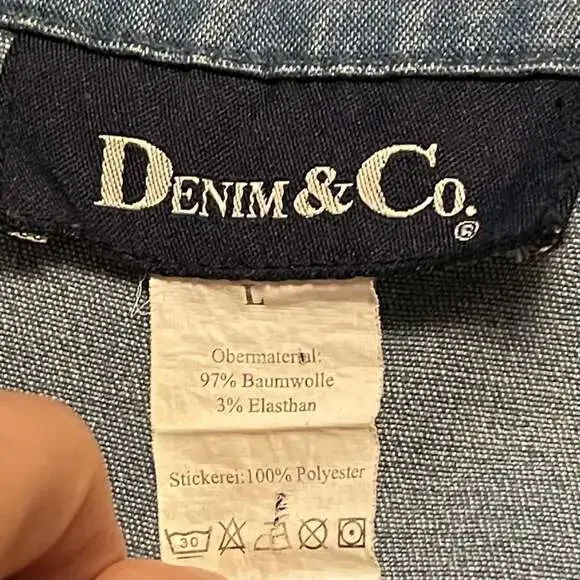 DENIM & CO.
®
L
Obermaterial:
97% Baumwolle
3% Elasthan
Stickerei:100% Polyester
30